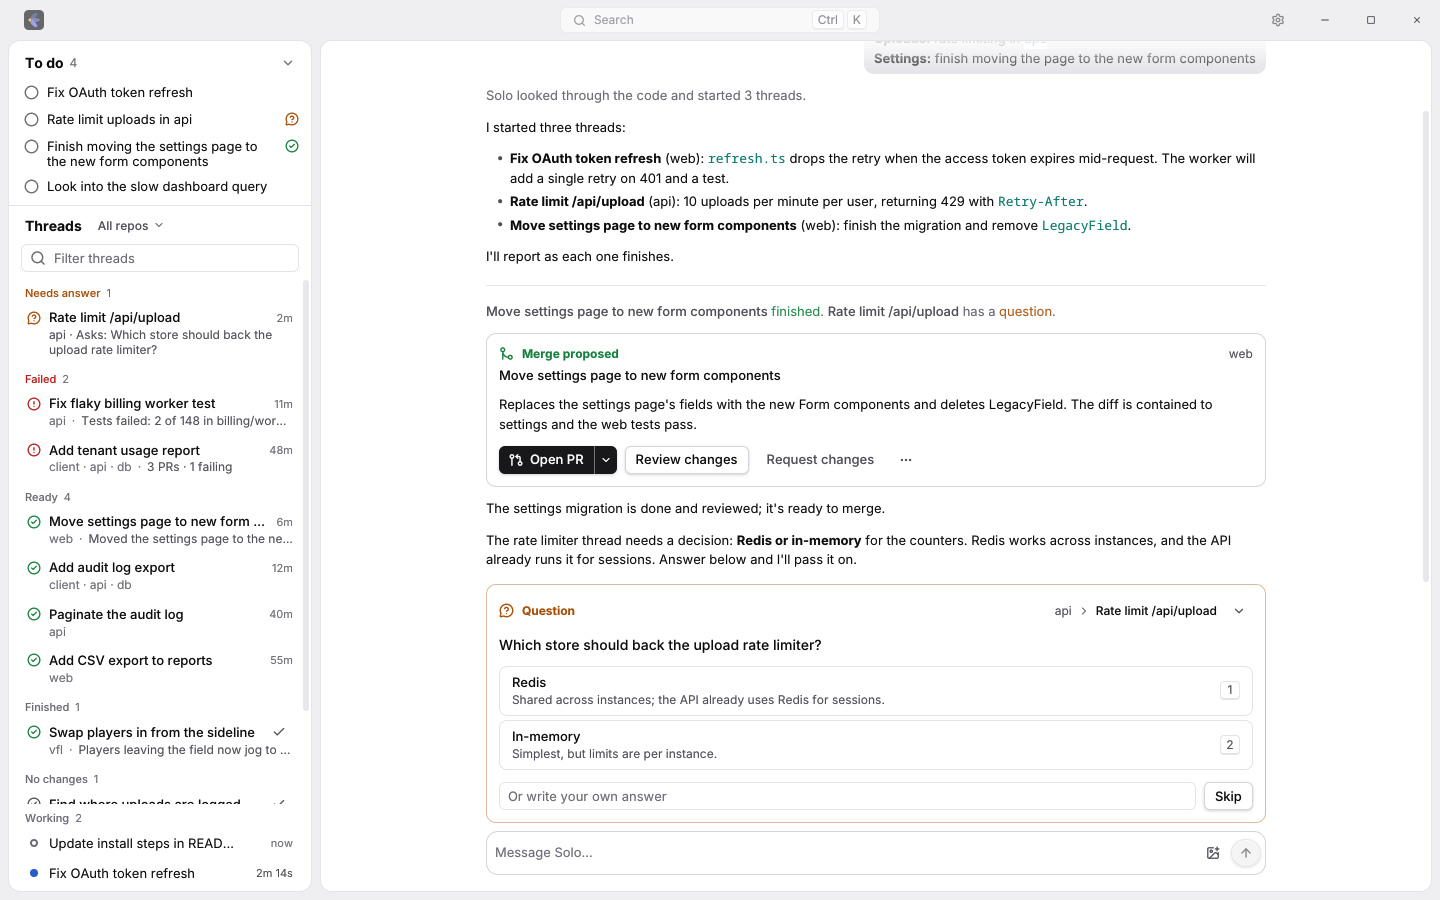 Search Ctrl K
To do 4
Fix OAuth token refresh
Rate limit uploads in api
Finish moving the settings page to
the new form components
Look into the slow dashboard query
Threads All repos
Filter threads
Needs answer 1
Rate limit /api/upload 2m
api · Asks: Which store should back the
upload rate limiter?
Failed 2
Fix flaky billing worker test 11m
api · Tests failed: 2 of 148 in billing/wor...
Add tenant usage report 48m
client · api · db · 3 PRs · 1 failing
Ready 4
Move settings page to new form ... 6m
web · Moved the settings page to the ne...
Add audit log export 12m
client · api · db
Paginate the audit log 40m
api
Add CSV export to reports 55m
web
Finished 1
Swap players in from the sideline
vfl · Players leaving the field now jog to ...
No changes 1
Find where uploads are logged
Working 2
Update install steps in READ... now
Fix OAuth token refresh 2m 14s
Settings: finish moving the page to the new form components
Solo looked through the code and started 3 threads.
I started three threads:
• Fix OAuth token refresh (web): refresh.ts drops the retry when the access token expires mid-request. The worker will
add a single retry on 401 and a test.
• Rate limit /api/upload (api): 10 uploads per minute per user, returning 429 with Retry-After.
• Move settings page to new form components (web): finish the migration and remove LegacyField.
I'll report as each one finishes.
Move settings page to new form components finished. Rate limit /api/upload has a question.
Merge proposed web
Move settings page to new form components
Replaces the settings page's fields with the new Form components and deletes LegacyField. The diff is contained to
settings and the web tests pass.
Open PR Review changes Request changes ...
The settings migration is done and reviewed; it's ready to merge.
The rate limiter thread needs a decision: Redis or in-memory for the counters. Redis works across instances, and the API
already runs it for sessions. Answer below and I'll pass it on.
Question api > Rate limit /api/upload
Which store should back the upload rate limiter?
Redis
Shared across instances; the API already uses Redis for sessions. 1
In-memory
Simplest, but limits are per instance. 2
Or write your own answer Skip
Message Solo...